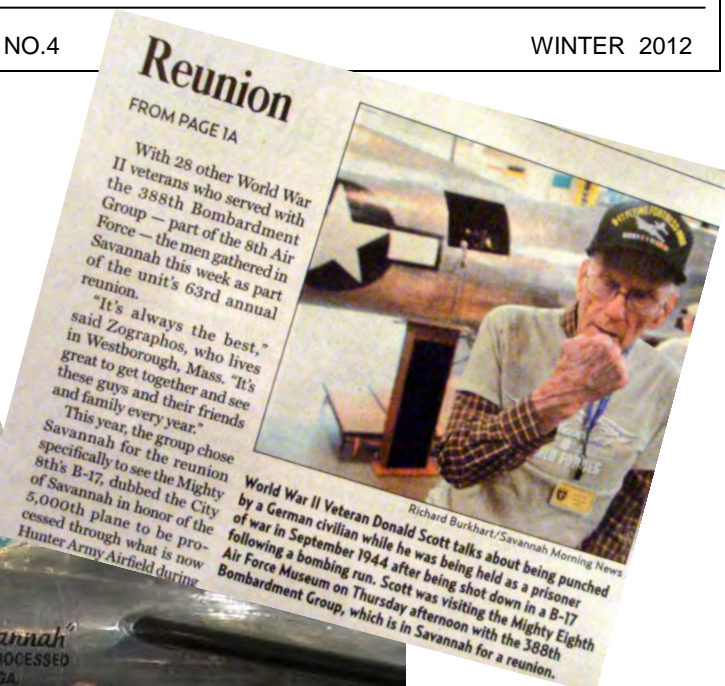 NO.4 WINTER 2012
Reunion
FROM PAGE 1A
With 28 other World War
II veterans who served with
the 388th Bombardment
Group — part of the 8th Air
Force — the men gathered in
Savannah this week as part
of the unit's 63rd annual
reunion.
"It's always the best,"
said Zographos, who lives
in Westborough, Mass. "It's
great to get together and see
these guys and their friends
and family every year."
This year, the group chose
Savannah for the reunion
specifically to see the Mighty
8th's B-17, dubbed the City
of Savannah in honor of the
5,000th plane to be pro-
cessed through what is now
Hunter Army Airfield during
B-17 FLYING FORTRESS
Richard Burkhart/Savannah Morning News
World War II Veteran Donald Scott talks about being punched
by a German civilian while he was being held as a prisoner
of war in September 1944 after being shot down in a B-17
following a bombing run. Scott was visiting the Mighty Eighth
Air Force Museum on Thursday afternoon with the 388th
Bombardment Group, which is in Savannah for a reunion.
annah"
ROCESSED
GA.